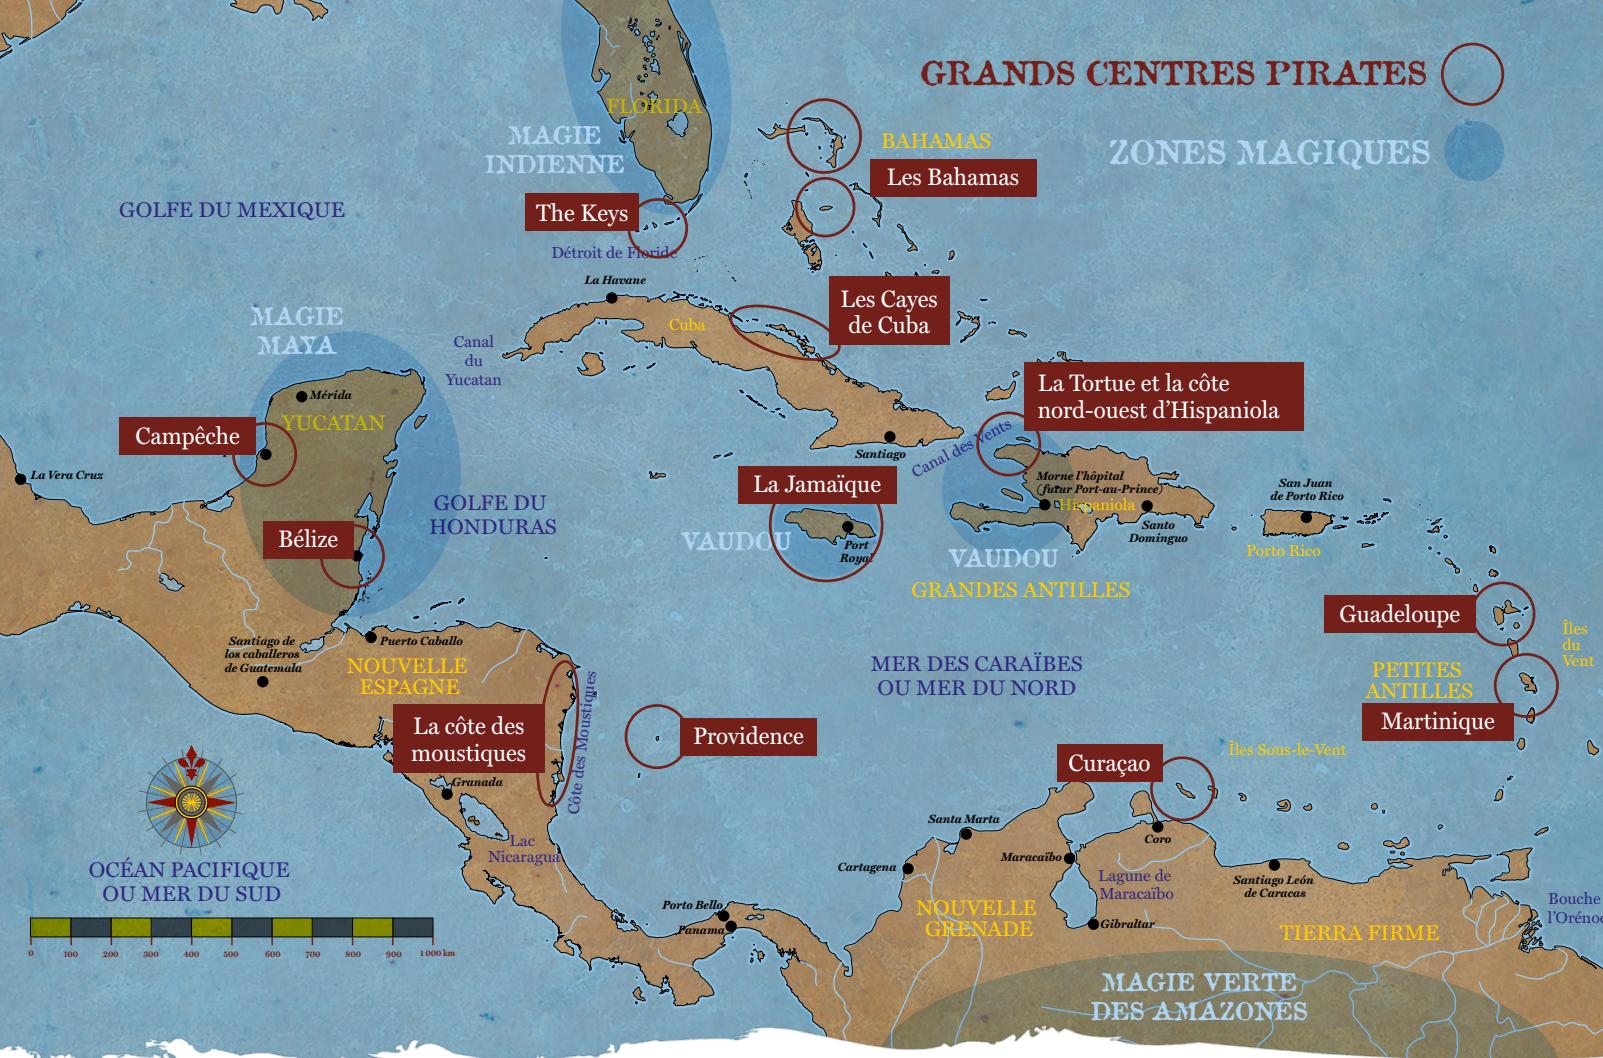 GRANDS CENTRES PIRATES
ZONES MAGIQUES
FLORIDA
MAGIE
INDIENNE
BAHAMAS
Les Bahamas
GOLFE DU MEXIQUE
The Keys
Détroit de Floride
La Havane
Les Cayes
de Cuba
Cuba
MAGIE
MAYA
Canal
du
Yucatan
Mérida
YUCATAN
Campêche
La Vera Cruz
La Tortue et la côte
nord-ouest d'Hispaniola
Canal des Vents
Santiago
La Jamaïque
Morne l'hôpital
(futur Port-au-Prince)
Hispaniola
San Juan
de Porto Rico
Santo
Dominguo
Porto Rico
GOLFE DU
HONDURAS
Bélize
VAUDOU
Port
Royal
VAUDOU
GRANDES ANTILLES
Guadeloupe
Îles
du
Vent
Santiago de
los caballeros
de Guatemala
Puerto Caballo
NOUVELLE
ESPAGNE
MER DES CARAÏBES
OU MER DU NORD
PETITES
ANTILLES
Martinique
La côte des
moustiques
Côte des Moustiques
Providence
Îles Sous-le-Vent
Curaçao
Granada
Lac
Nicaragua
Santa Marta
Coro
Cartagena
Maracaïbo
Lagune de
Maracaïbo
Santiago León
de Caracas
OCÉAN PACIFIQUE
OU MER DU SUD
Porto Bello
Panama
NOUVELLE
GRENADE
Gibraltar
TIERRA FIRME
Bouche
l'Oréno
0 100 200 300 400 500 600 700 800 900 1000 km
MAGIE VERTE
DES AMAZONES